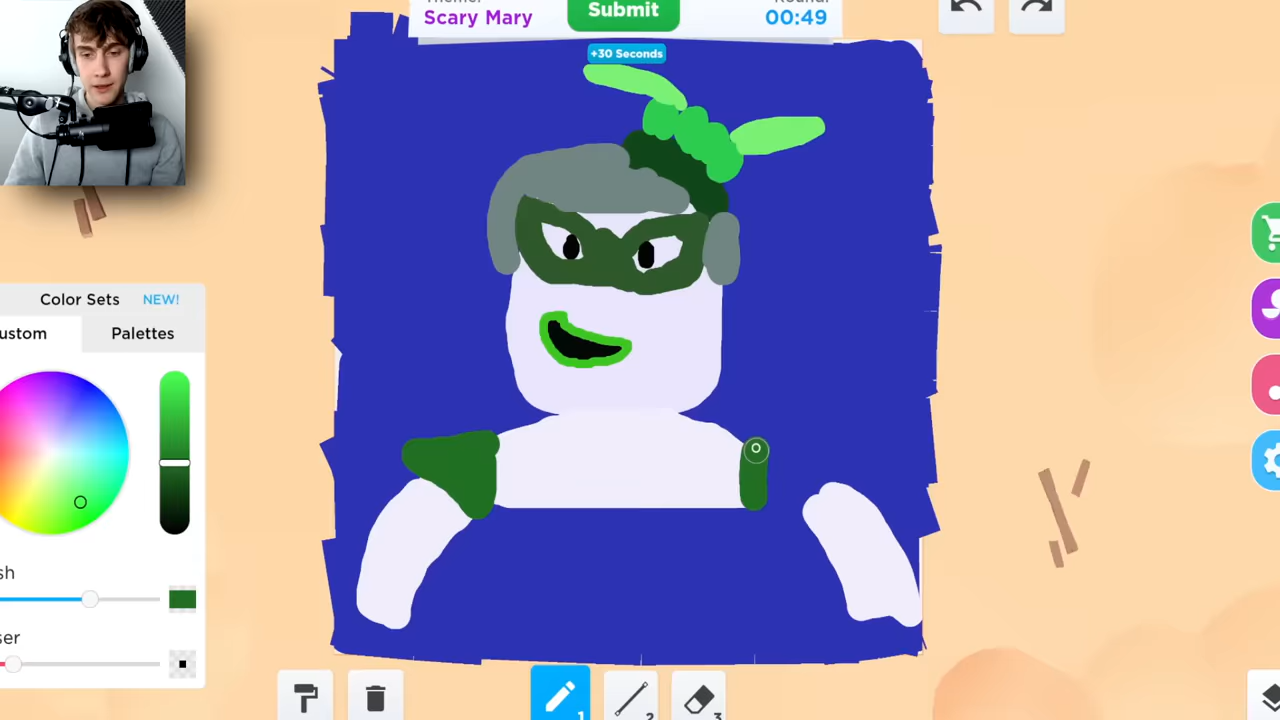 Scary Mary
Submit
00:49
+30 Seconds
Color Sets NEW!
ustom Palettes
sh
ser
1
2
3